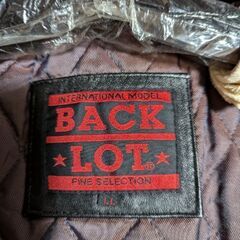 INTERNATIONAL MODEL
BACK
★ LOT ★
FINE SELECTION
LL